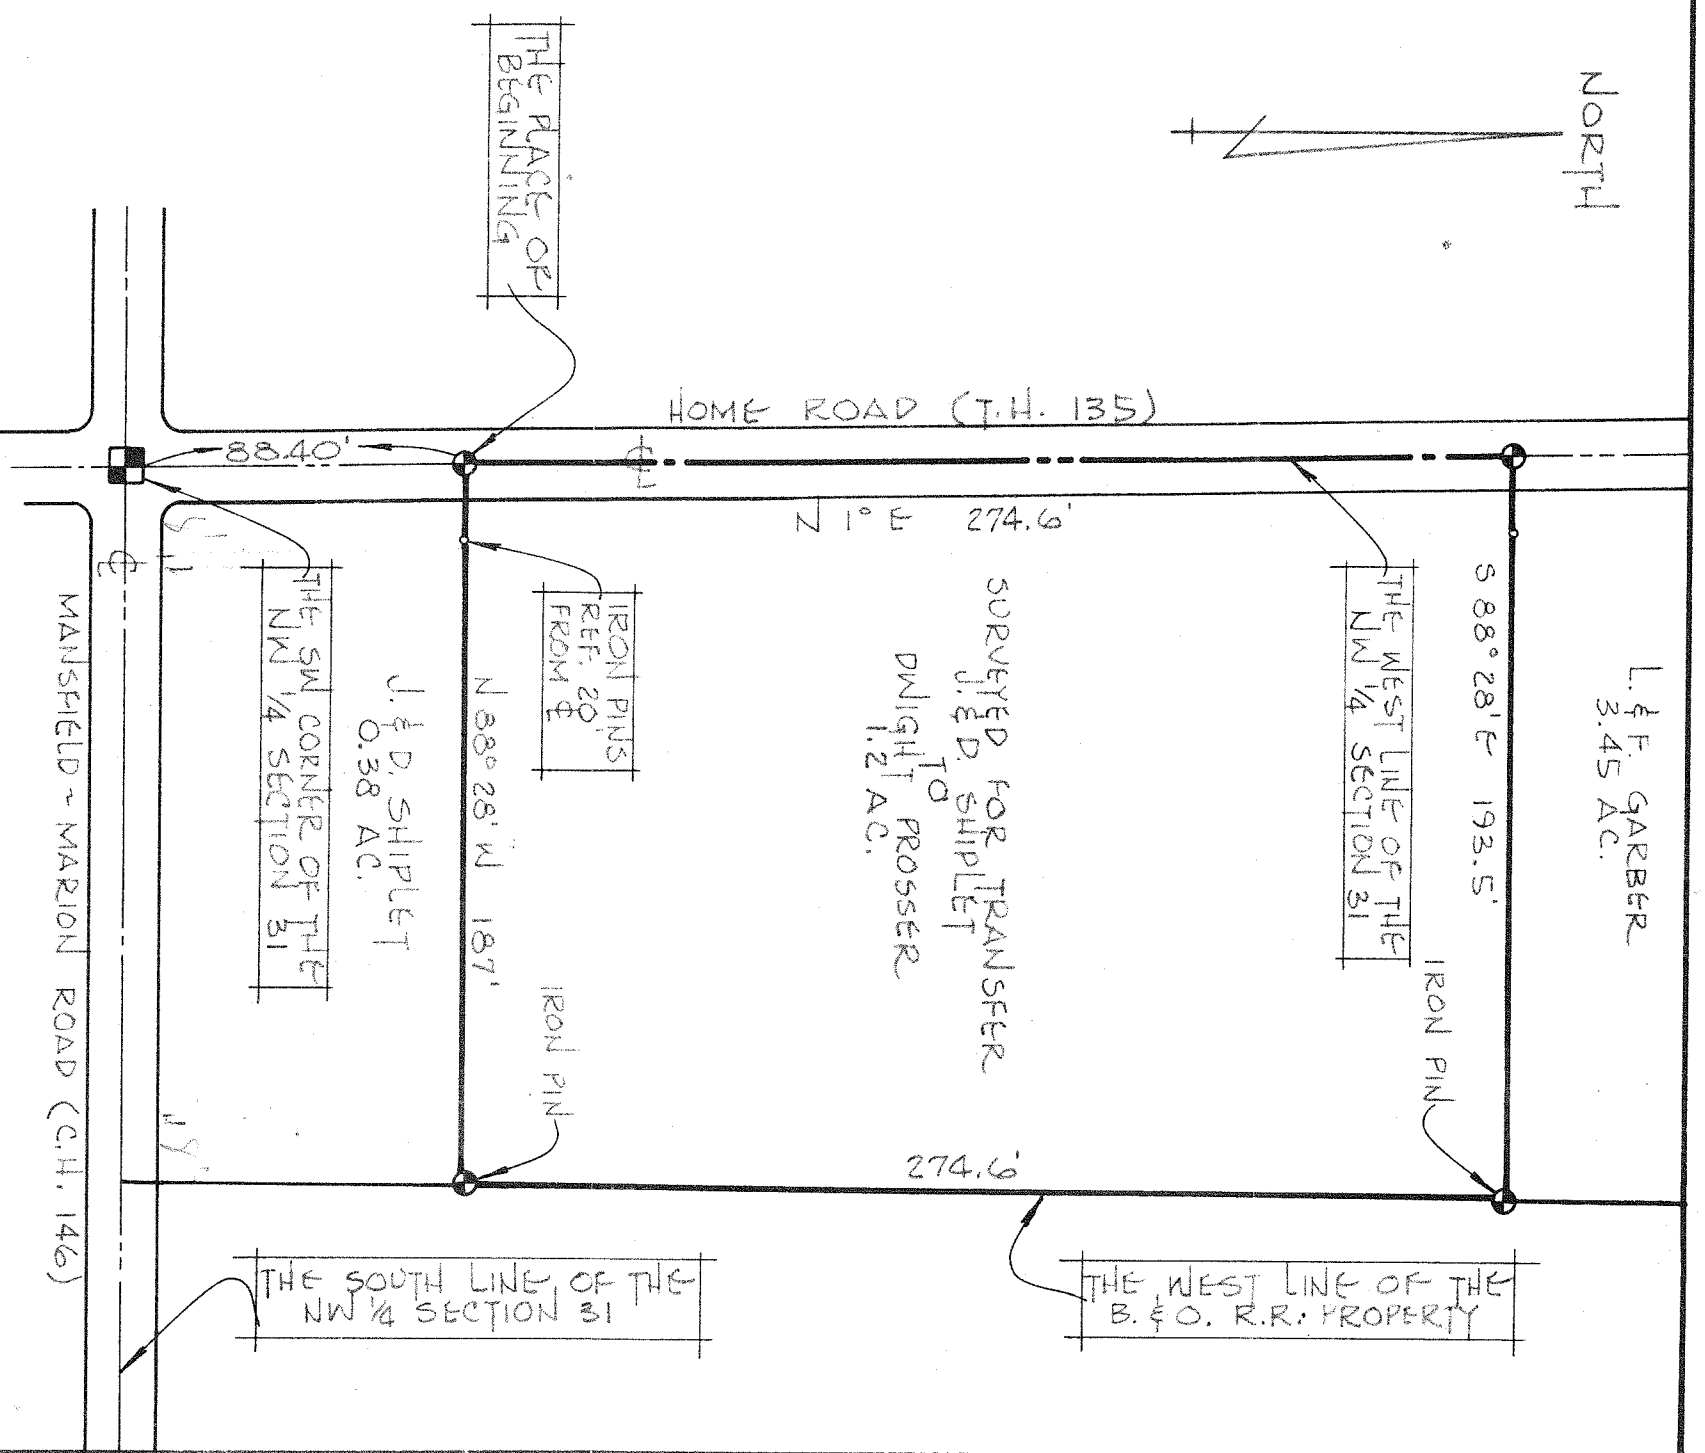 NORTH
L. & F. GARBER
3.45 AC.
S 88° 28' E 193.5'
IRON PIN
THE WEST LINE OF THE
NW 1/4 SECTION 31
HOME ROAD (T.H. 135)
N 1° E 274.6'
SURVEYED FOR TRANSFER
J. & D. SHIPLET
TO
DWIGHT PROSSER
1.2 AC.
274.6'
THE WEST LINE OF THE
B. & O. R.R. PROPERTY
THE PLACE OF
BEGINNING
IRON PINS
REF. 20'
FROM ℄
IRON PIN
℄
N 88° 28' W 187'
88.40'
J. & D. SHIPLET
0.38 AC.
THE SW CORNER OF THE
NW 1/4 SECTION 31
THE SOUTH LINE OF THE
NW 1/4 SECTION 31
℄
MANSFIELD ~ MARION ROAD (C.H. 146)